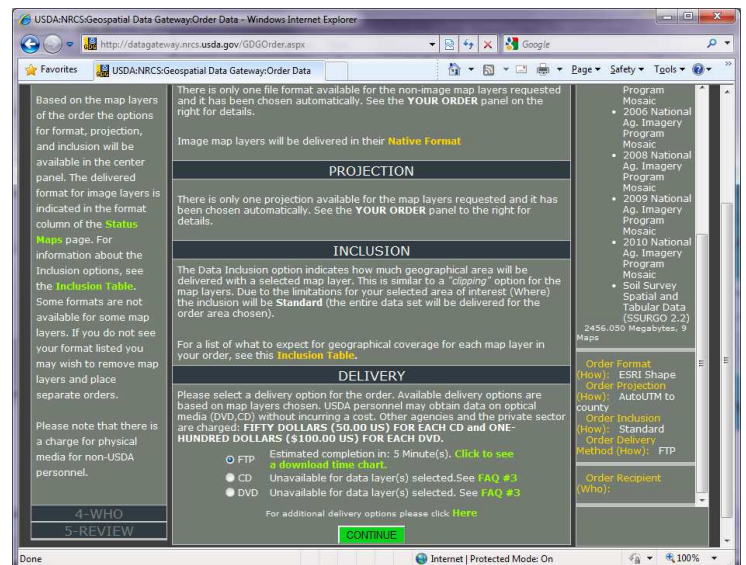 USDA:NRCS:Geospatial Data Gateway:Order Data - Windows Internet Explorer
http://datagateway.nrcs.usda.gov/GDGOrder.aspx
Google
Favorites
USDA:NRCS:Geospatial Data Gateway:Order Data
Page
Safety
Tools
Based on the map layers
of the order the options
for format, projection,
and inclusion will be
available in the center
panel. The delivered
format for image layers is
indicated in the format
column of the Status
Maps page. For
information about the
Inclusion options, see
the Inclusion Table.
Some formats are not
available for some map
layers. If you do not see
your format listed you
may wish to remove map
layers and place
separate orders.
Please note that there is
a charge for physical
media for non-USDA
personnel.
4-WHO
5-REVIEW
There is only one file format available for the non-image map layers requested
and it has been chosen automatically. See the YOUR ORDER panel on the
right for details.
Image map layers will be delivered in their Native Format
PROJECTION
There is only one projection available for the map layers requested and it has
been chosen automatically. See the YOUR ORDER panel to the right for
details.
INCLUSION
The Data Inclusion option indicates how much geographical area will be
delivered with a selected map layer. This is similar to a "clipping" option for the
map layers. Due to the limitations for your selected area of interest (Where)
the inclusion will be Standard (the entire data set will be delivered for the
order area chosen).
For a list of what to expect for geographical coverage for each map layer in
your order, see this Inclusion Table.
DELIVERY
Please select a delivery option for the order. Available delivery options are
based on map layers chosen. USDA personnel may obtain data on optical
media (DVD,CD) without incurring a cost. Other agencies and the private sector
are charged: FIFTY DOLLARS (50.00 US) FOR EACH CD and ONE-
HUNDRED DOLLARS ($100.00 US) FOR EACH DVD.
FTP Estimated completion in: 5 Minute(s). Click to see
a download time chart.
CD Unavailable for data layer(s) selected.See FAQ #3
DVD Unavailable for data layer(s) selected. See FAQ #3
For additional delivery options please click Here
CONTINUE
Program
Mosaic
• 2006 National
Ag. Imagery
Program
Mosaic
• 2008 National
Ag. Imagery
Program
Mosaic
• 2009 National
Ag. Imagery
Program
Mosaic
• 2010 National
Ag. Imagery
Program
Mosaic
• Soil Survey
Spatial and
Tabular Data
(SSURGO 2.2)
2456.050 Megabytes, 9
Maps
Order Format
(How): ESRI Shape
Order Projection
(How): AutoUTM to
county
Order Inclusion
(How): Standard
Order Delivery
Method (How): FTP
Order Recipient
(Who):
Done
Internet | Protected Mode: On
100%